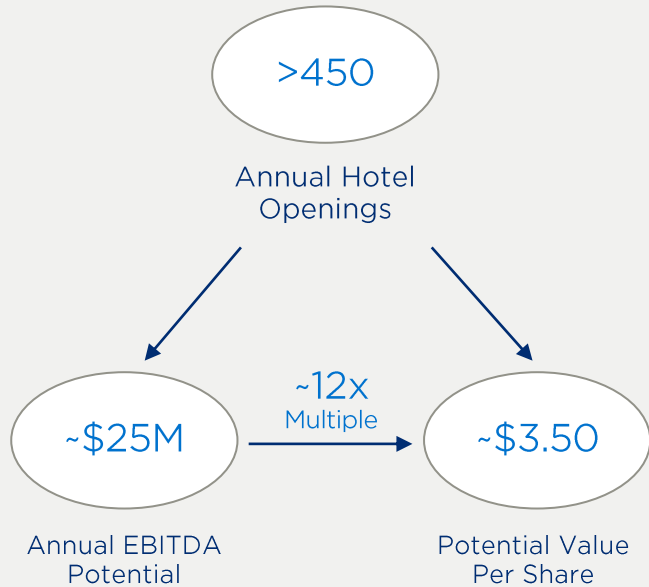 >450
Annual Hotel
Openings
~12x
Multiple
~$25M
~$3.50
Annual EBITDA
Potential
Potential Value
Per Share